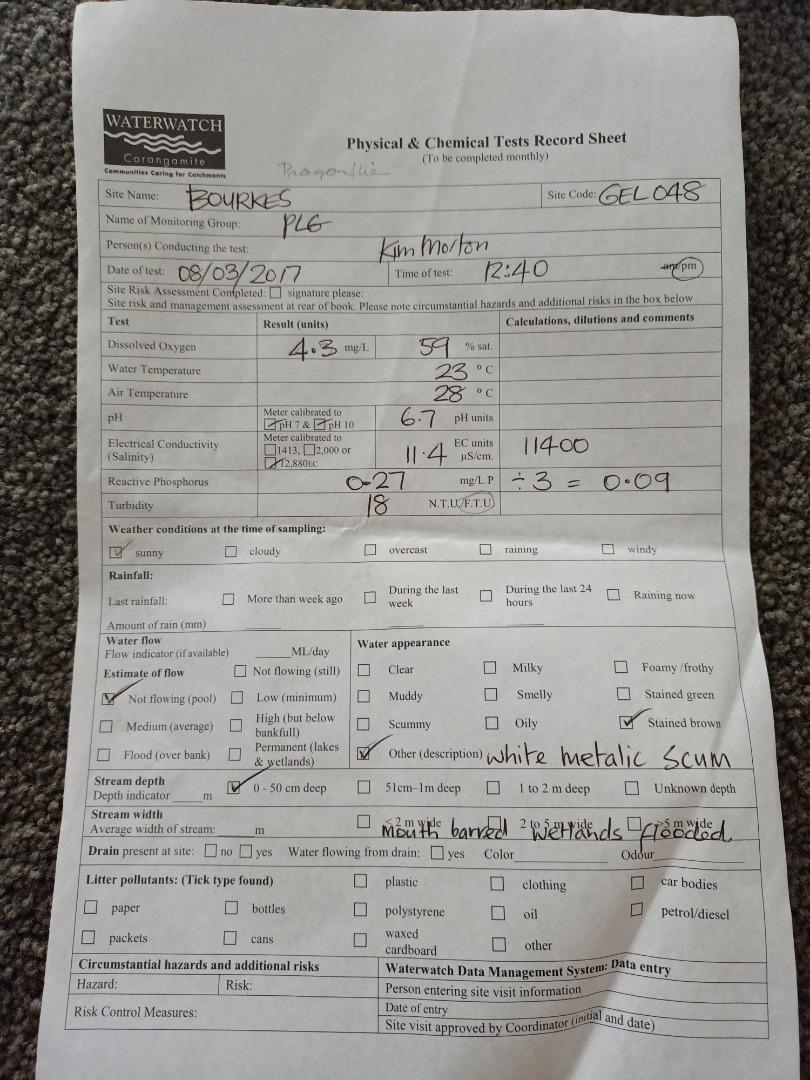 WATERWATCH
Corangamite
Communities Caring for Catchments
Physical & Chemical Tests Record Sheet
(To be completed monthly)
Site Name: BOURKES Site Code: GEL048
Name of Monitoring Group: PLG
Person(s) Conducting the test: Kim Morton
Date of test: 08/03/2017 Time of test: 12:40 am/pm
Site Risk Assessment Completed: signature please:
Site risk and management assessment at rear of book. Please note circumstantial hazards and additional risks in the box below
Test Result (units) Calculations, dilutions and comments
Dissolved Oxygen 4.3 mg/L 59 % sat.
Water Temperature 23 °C
Air Temperature 28 °C
pH Meter calibrated to pH 7 & pH 10 6.7 pH units
Electrical Conductivity (Salinity) Meter calibrated to 1413, 2,000 or 12,880EC 11.4 EC units µS/cm. 11400
Reactive Phosphorus 0.27 mg/L P ÷ 3 = 0.09
Turbidity 18 N.T.U/F.T.U
Weather conditions at the time of sampling:
sunny cloudy overcast raining windy
Rainfall:
Last rainfall: More than week ago During the last week During the last 24 hours Raining now
Amount of rain (mm)
Water flow
Flow indicator (if available) ML/day
Estimate of flow Not flowing (still)
Not flowing (pool) Low (minimum)
Medium (average) High (but below bankfull)
Flood (over bank) Permanent (lakes & wetlands)
Water appearance
Clear Milky Foamy/frothy
Muddy Smelly Stained green
Scummy Oily Stained brown
Other (description) white metalic scum
Stream depth
Depth indicator m 0 - 50 cm deep 51cm–1m deep 1 to 2 m deep Unknown depth
Stream width
Average width of stream: m <2 m wide 2 to 5 m wide >5 m wide
Mouth barred wetlands flooded
Drain present at site: no yes Water flowing from drain: yes Color Odour
Litter pollutants: (Tick type found) plastic clothing car bodies
paper bottles polystyrene oil petrol/diesel
packets cans waxed cardboard other
Circumstantial hazards and additional risks
Hazard: Risk:
Risk Control Measures:
Waterwatch Data Management System: Data entry
Person entering site visit information
Date of entry
Site visit approved by Coordinator (initial and date)